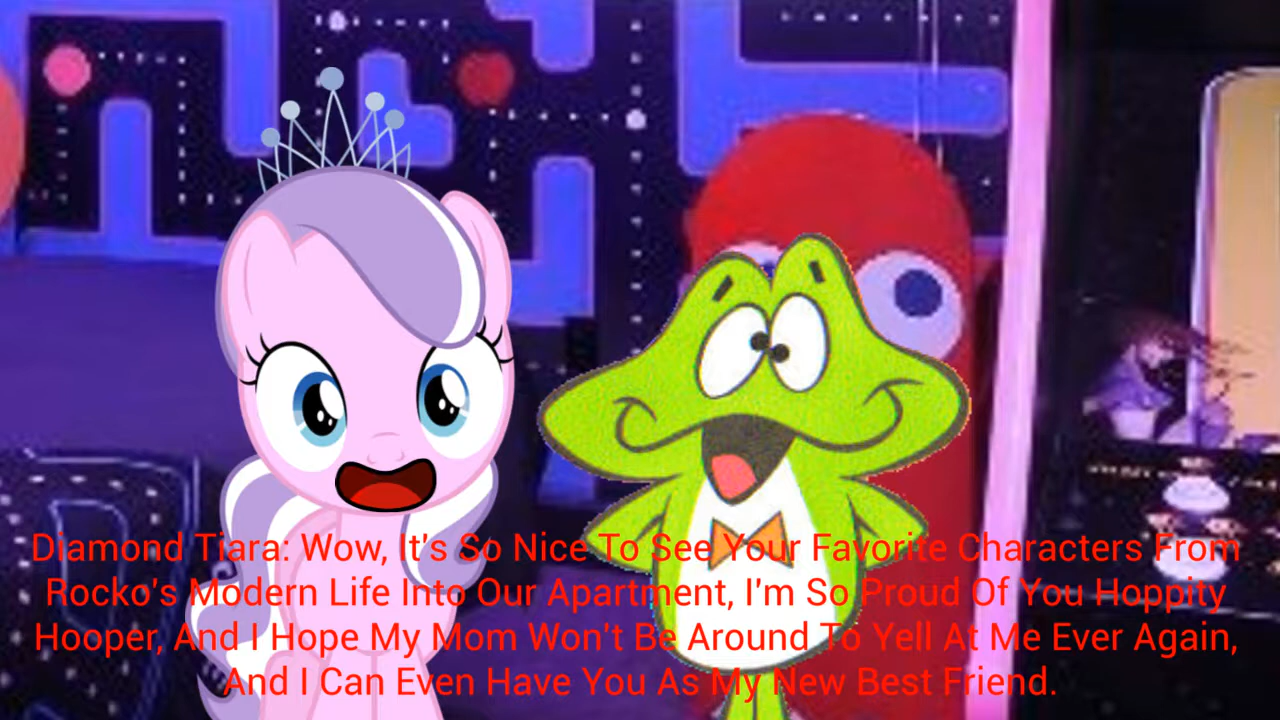 Diamond Tiara: Wow, It's So Nice To See Your Favorite Characters From
Rocko's Modern Life Into Our Apartment, I'm So Proud Of You Hoppity
Hooper, And I Hope My Mom Won't Be Around To Yell At Me Ever Again,
And I Can Even Have You As My New Best Friend.